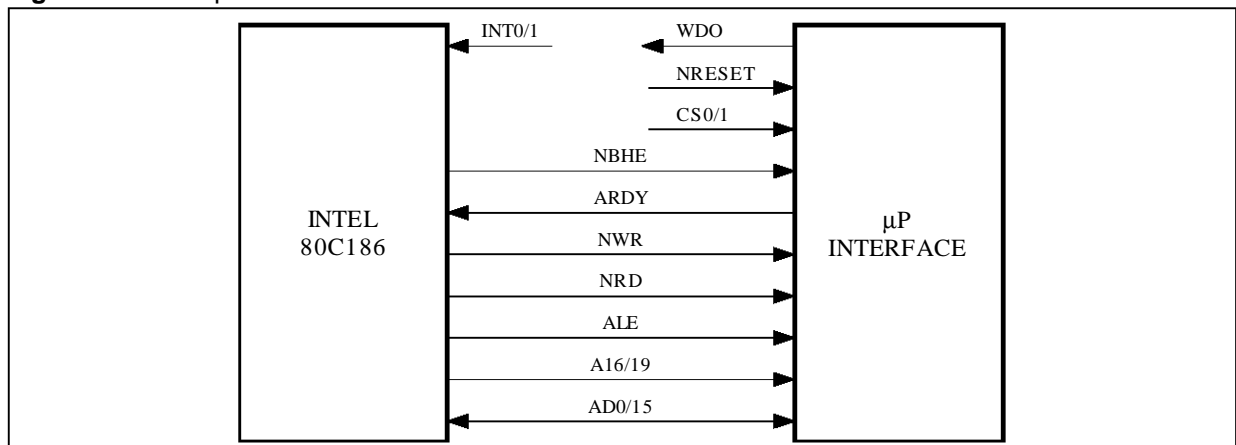 INT0/1
WDO
NRESET
CS0/1
NBHE
ARDY
INTEL
80C186
µP
INTERFACE
NWR
NRD
ALE
A16/19
AD0/15